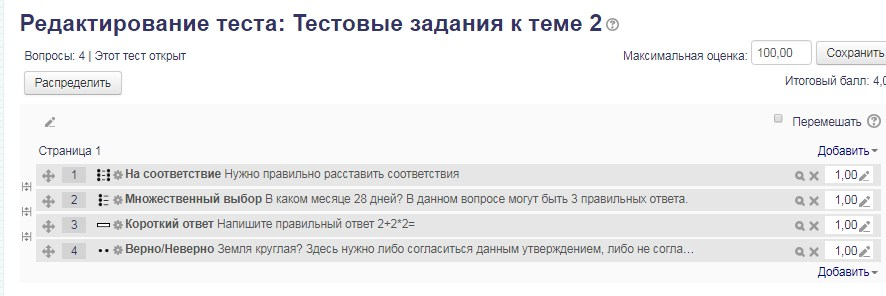 Редактирование теста: Тестовые задания к теме 2
Вопросы: 4 | Этот тест открыт
Максимальная оценка: 100,00 Сохранить
Распределить
Итоговый балл: 4,0
Перемешать
Страница 1
Добавить
1 На соответствие Нужно правильно расставить соответствия 1,00
2 Множественный выбор В каком месяце 28 дней? В данном вопросе могут быть 3 правильных ответа. 1,00
3 Короткий ответ Напишите правильный ответ 2+2*2= 1,00
4 Верно/Неверно Земля круглая? Здесь нужно либо согласиться данным утверждением, либо не согла… 1,00
Добавить